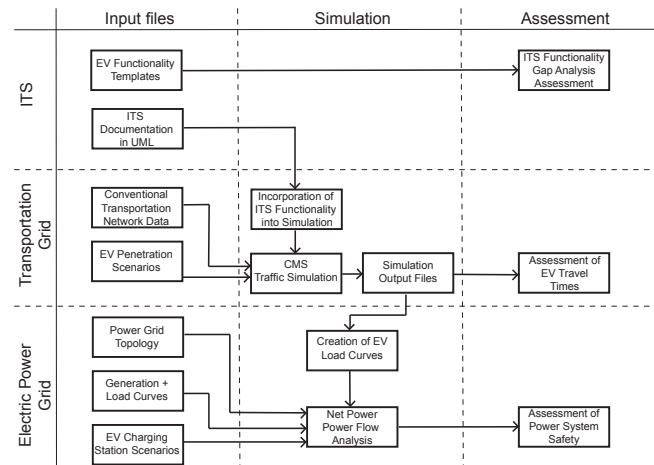 Input files
Simulation
Assessment
ITS
EV Functionality
Templates
ITS Functionality
Gap Analysis
Assessment
ITS
Documentation
in UML
Transportation
Grid
Conventional
Transportation
Network Data
Incorporation of
ITS Functionality
into Simulation
EV Penetration
Scenarios
CMS
Traffic Simulation
Simulation
Output Files
Assessment of
EV Travel
Times
Electric Power
Grid
Power Grid
Topology
Creation of EV
Load Curves
Generation +
Load Curves
Net Power
Power Flow
Analysis
Assessment of
Power System
Safety
EV Charging
Station Scenarios